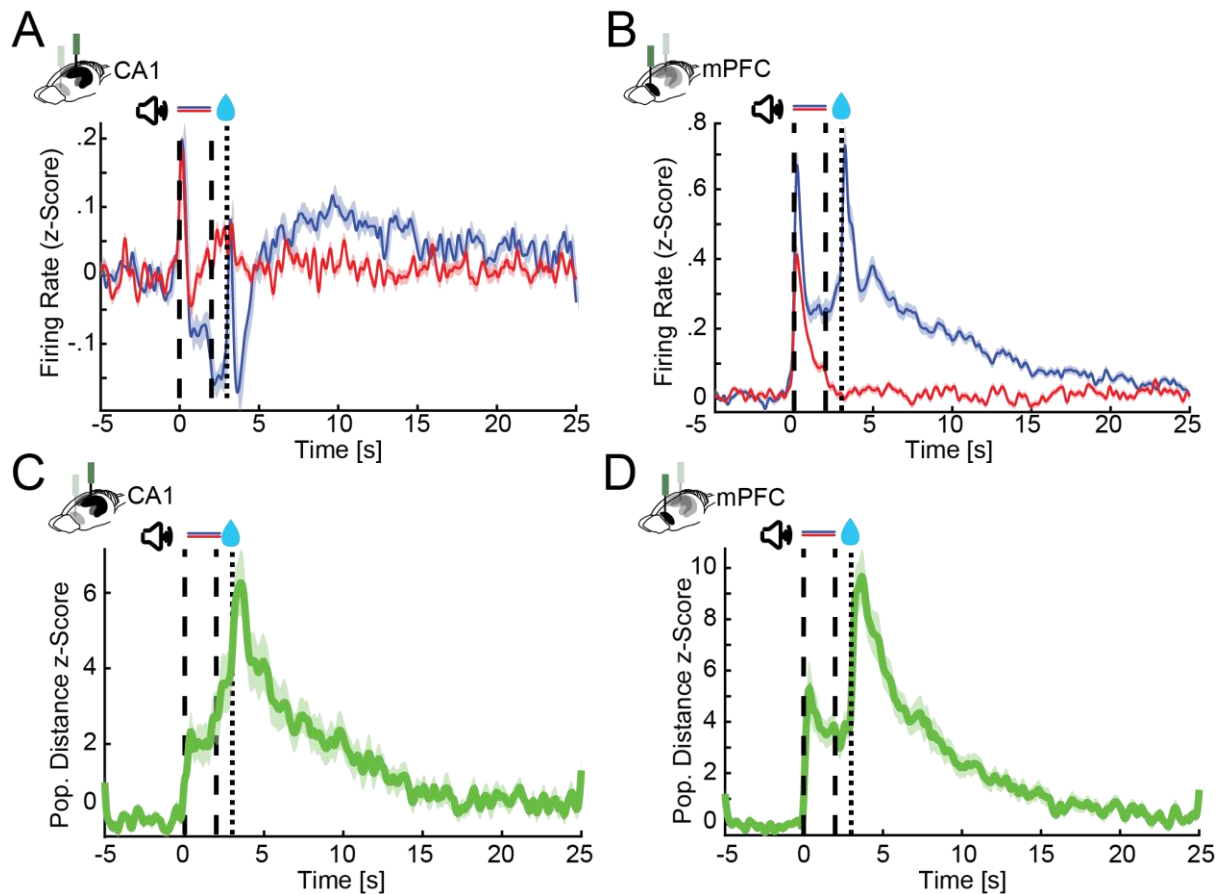 A
CA1
.2
.1
0
-.1
Firing Rate (z-Score)
-5 0 5 10 15 20 25
Time [s]
B
mPFC
.8
.6
.4
.2
0
Firing Rate (z-Score)
-5 0 5 10 15 20 25
Time [s]
C
CA1
6
4
2
0
Pop. Distance z-Score
-5 0 5 10 15 20 25
Time [s]
D
mPFC
10
8
6
4
2
0
Pop. Distance z-Score
-5 0 5 10 15 20 25
Time [s]